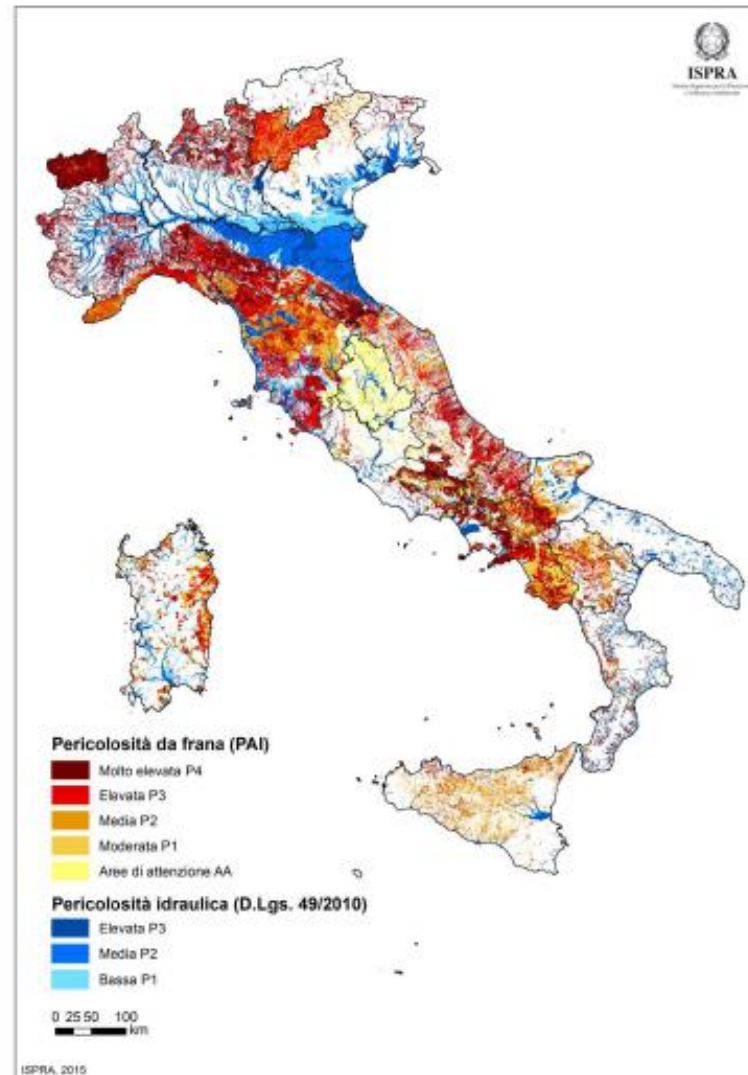 ISPRA
Pericolosità da frana (PAI)
Molto elevata P4
Elevata P3
Media P2
Moderata P1
Aree di attenzione AA
Pericolosità idraulica (D.Lgs. 49/2010)
Elevata P3
Media P2
Bassa P1
0 25 50 100
km
ISPRA, 2015